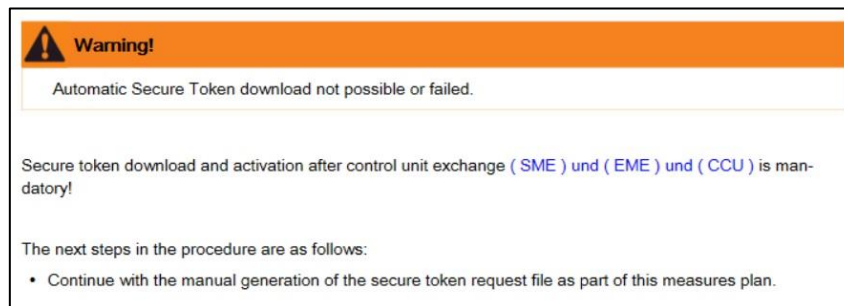 Warning!
Automatic Secure Token download not possible or failed.
Secure token download and activation after control unit exchange ( SME ) und ( EME ) und ( CCU ) is man-
datory!
The next steps in the procedure are as follows:
• Continue with the manual generation of the secure token request file as part of this measures plan.